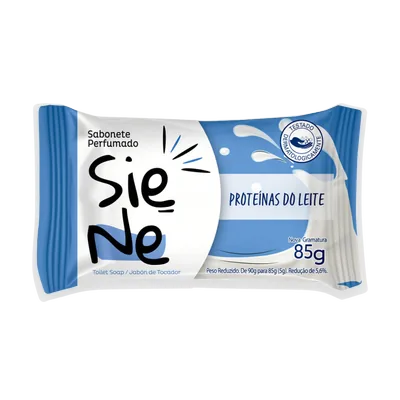 Sabonete
Perfumado
Sie
Ne
Toilet Soap / Jabón de Tocador
TESTADO
DERMATOLOGICAMENTE
PROTEÍNAS DO LEITE
Nova Gramatura
85g
Peso Reduzido. De 90g para 85g (5g). Redução de 5,6%.